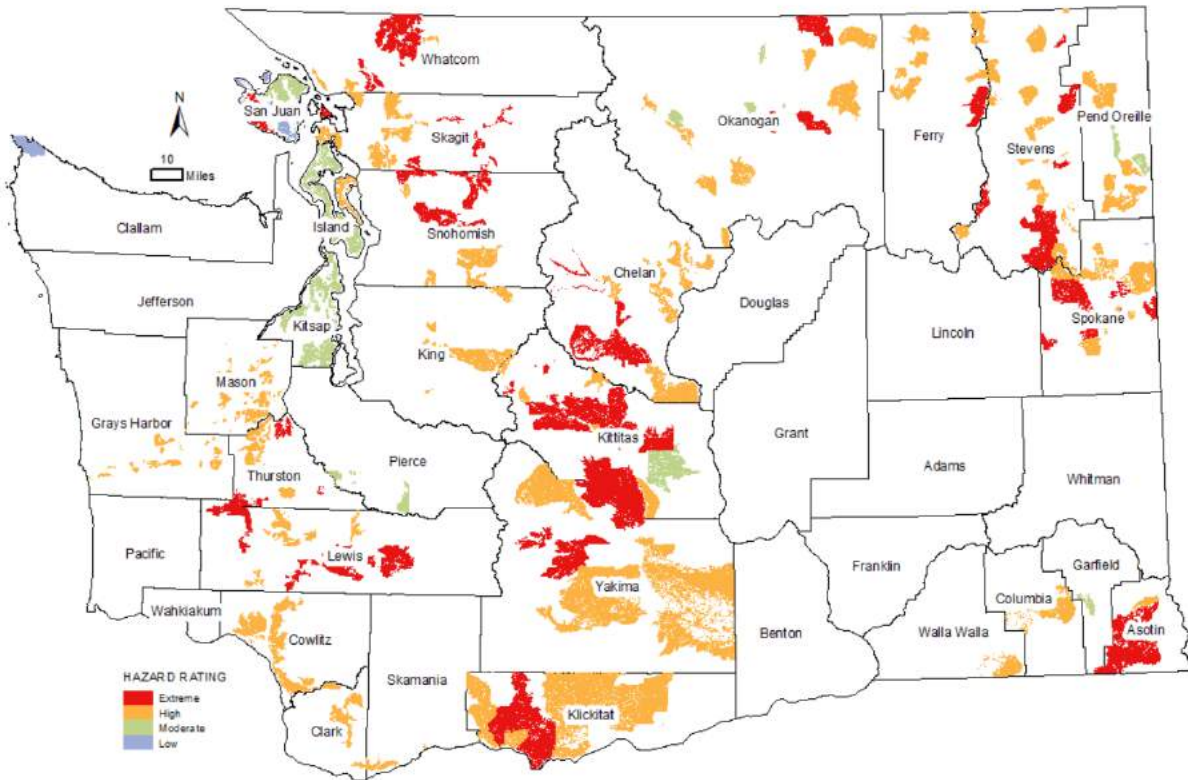 Whatcom
San Juan
N
10
Miles
Skagit
Okanogan
Ferry
Stevens
Pend Oreille
Clallam
Island
Snohomish
Chelan
Douglas
Jefferson
Kitsap
King
Lincoln
Spokane
Mason
Grays Harbor
Kittitas
Grant
Adams
Whitman
Thurston
Pierce
Pacific
Lewis
Yakima
Franklin
Garfield
Columbia
Asotin
Wahkiakum
Cowlitz
Benton
Walla Walla
Skamania
Klickitat
Clark
HAZARD RATING
Extreme
High
Moderate
Low